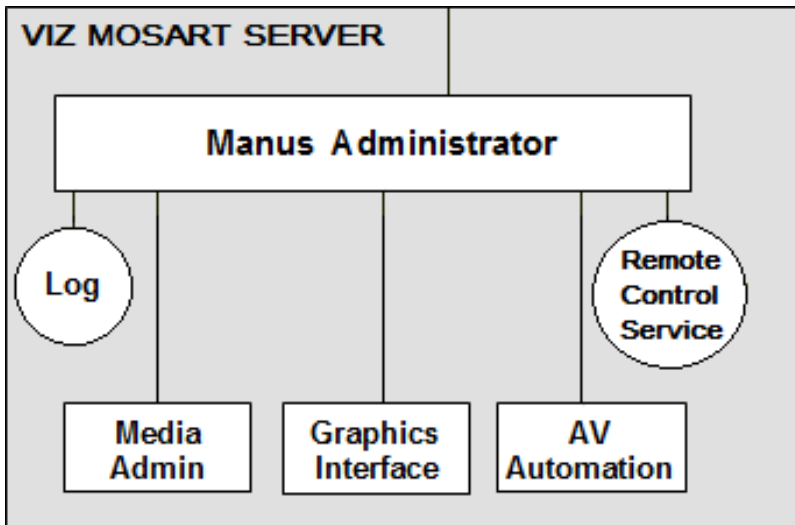 VIZ MOSART SERVER
Manus Administrator
Log
Remote
Control
Service
Media
Admin
Graphics
Interface
AV
Automation